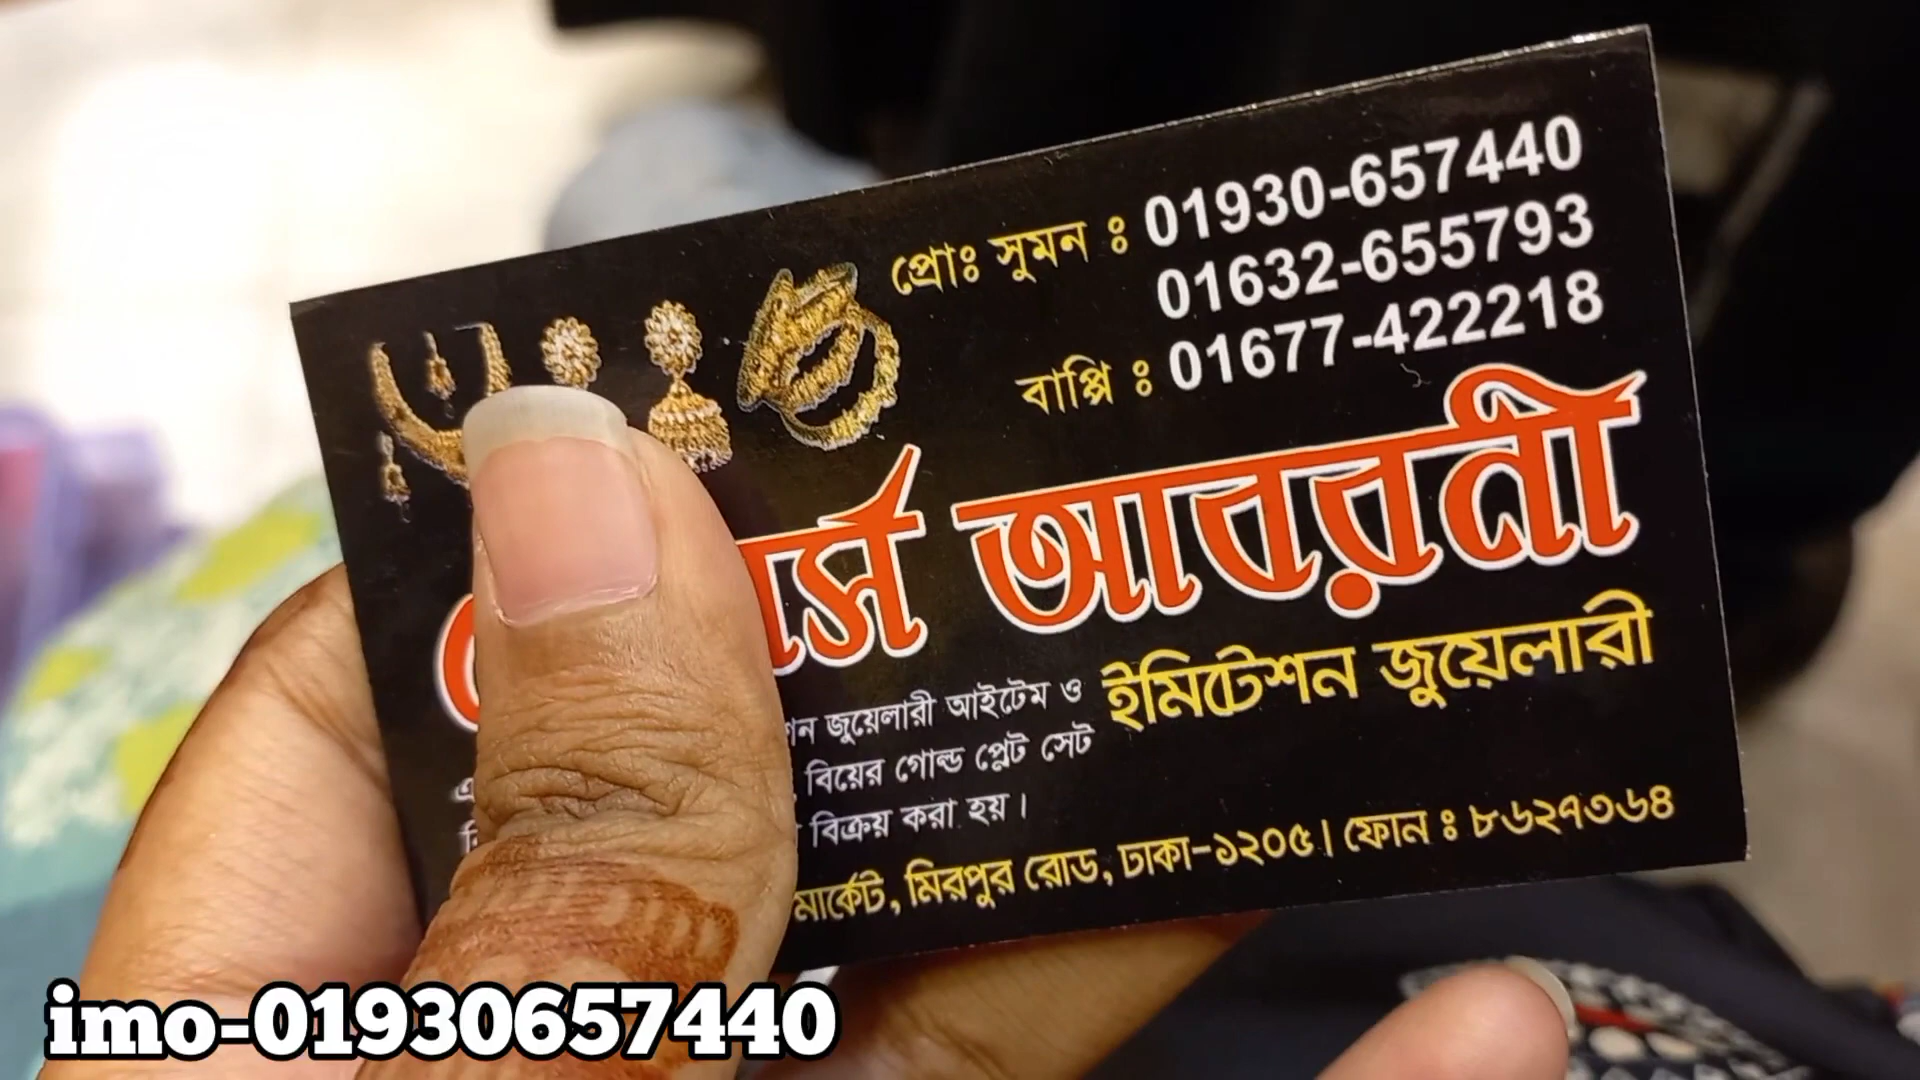 প্রোঃ সুমন ঃ 01930-657440
01632-655793
বাপ্পি ঃ 01677-422218
আবরনী
ইমিটেশন জুয়েলারী
জুয়েলারী আইটেম ও
বিয়ের গোল্ড প্লেট সেট
বিক্রয় করা হয়।
মার্কেট, মিরপুর রোড, ঢাকা-১২০৫। ফোন ঃ ৮৬২৭৩৬৪
imo-01930657440